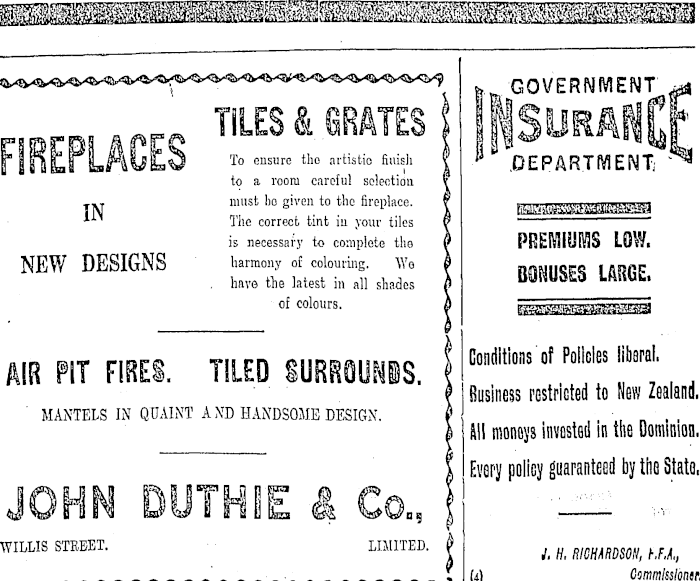 FIREPLACES
IN
NEW DESIGNS
TILES & GRATES
To ensure the artistic finish
to a room careful selection
must be given to the fireplace.
The correct tint in your tiles
is necessary to complete the
harmony of colouring. We
have the latest in all shades
of colours.
AIR PIT FIRES. TILED SURROUNDS.
MANTELS IN QUAINT AND HANDSOME DESIGN.
JOHN DUTHIE & Co.,
WILLIS STREET. LIMITED.
GOVERNMENT
INSURANCE
DEPARTMENT
PREMIUMS LOW.
BONUSES LARGE.
Conditions of Policies liberal.
Business restricted to New Zealand.
All moneys invested in the Dominion.
Every policy guaranteed by the State.
J. H. RICHARDSON, F.F.A.,
(4) Commissioner